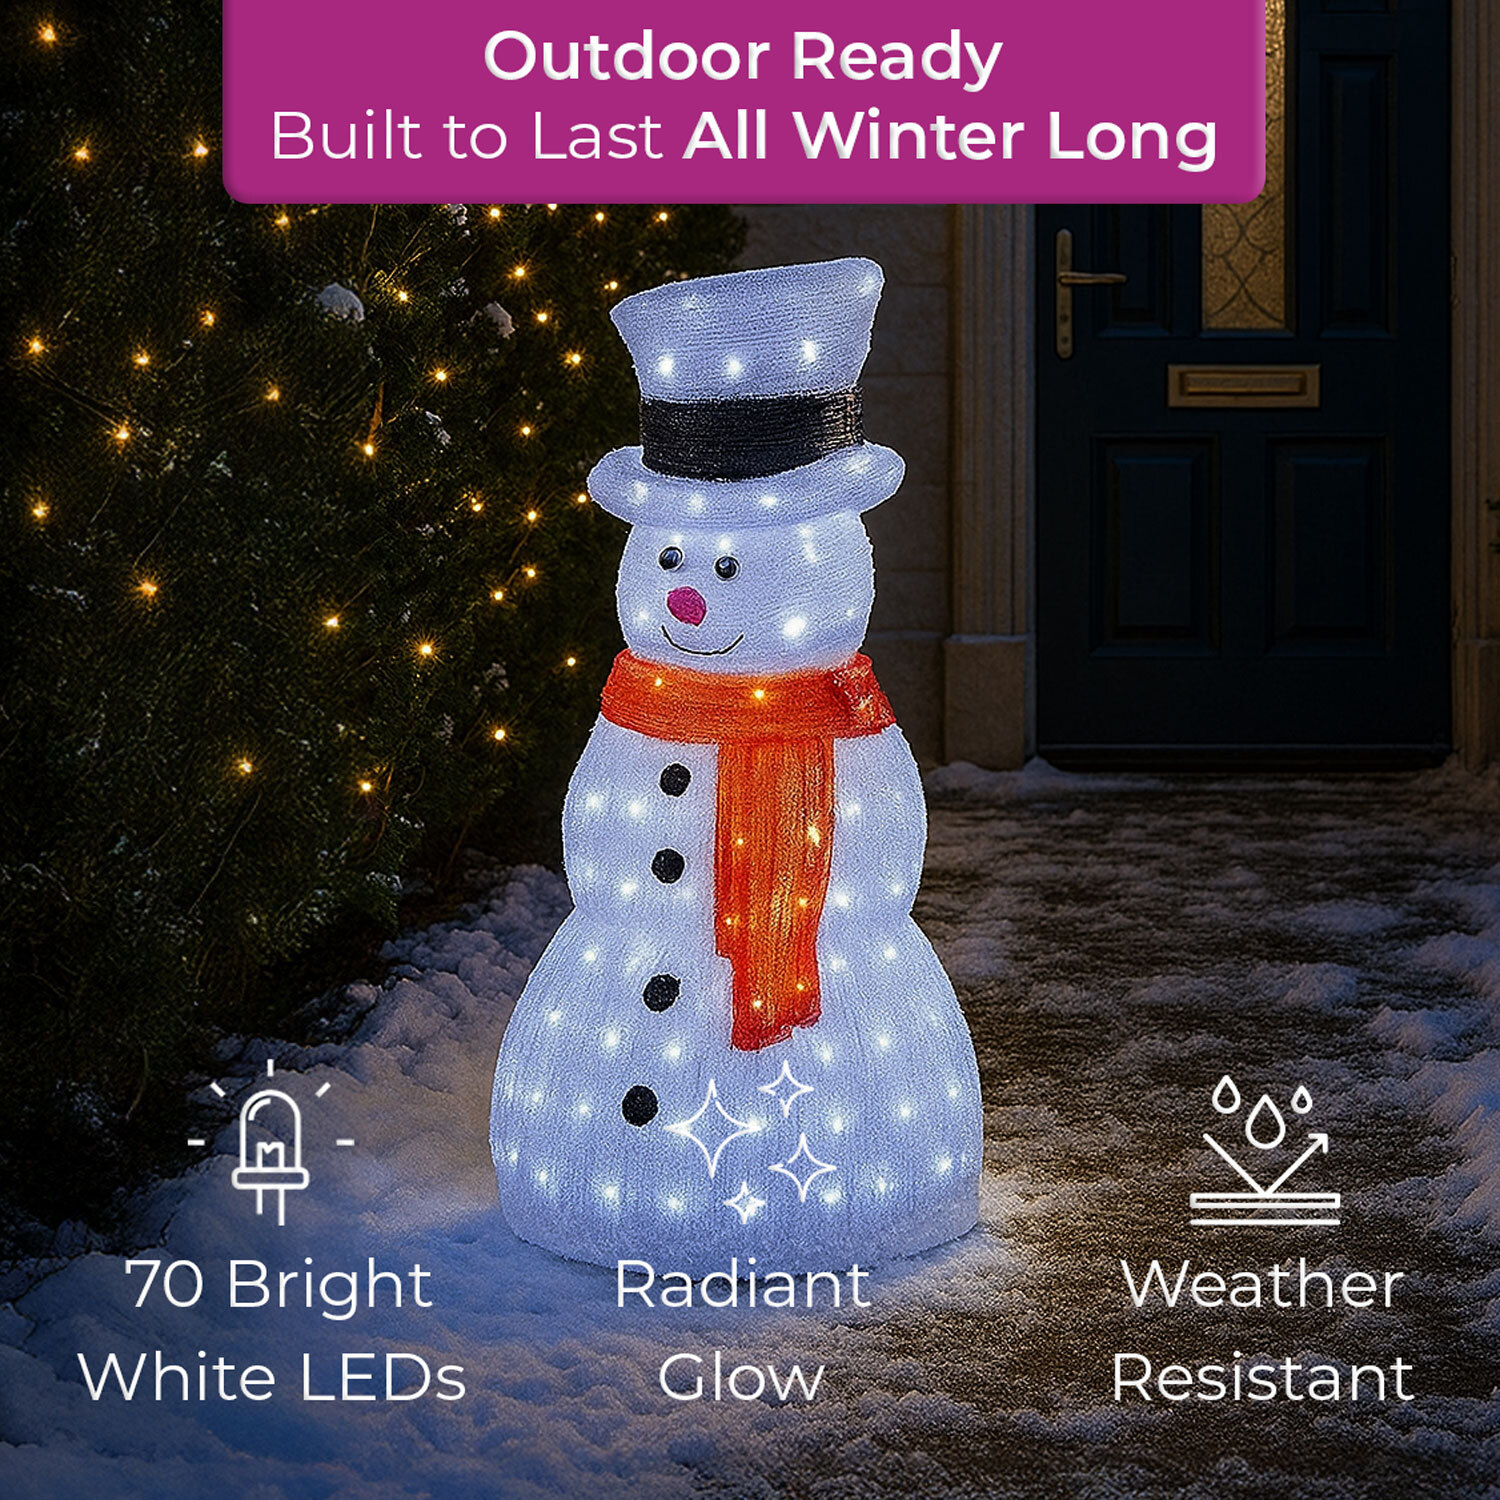 Outdoor Ready
Built to Last All Winter Long
70 Bright
White LEDs
Radiant
Glow
Weather
Resistant